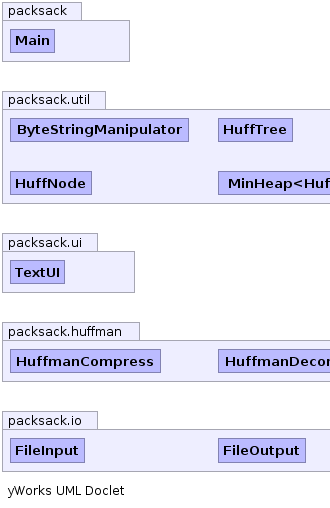 packsack
Main
packsack.util
ByteStringManipulator HuffTree
HuffNode MinHeap<Huf
packsack.ui
TextUI
packsack.huffman
HuffmanCompress HuffmanDecor
packsack.io
FileInput FileOutput
yWorks UML Doclet